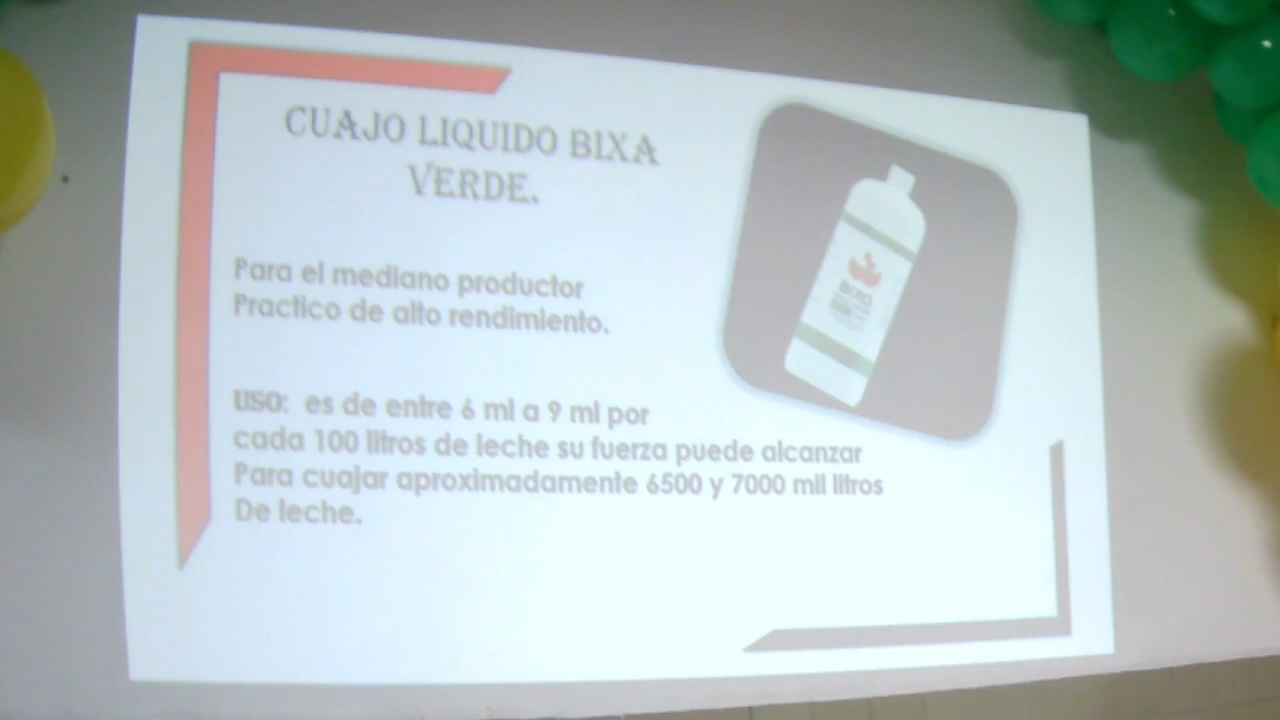 CUAJO LIQUIDO BIXA
VERDE.
Para el mediano productor
Practico de alto rendimiento.
USO: es de entre 6 ml a 9 ml por
cada 100 litros de leche su fuerza puede alcanzar
Para cuajar aproximadamente 6500 y 7000 mil litros
De leche.